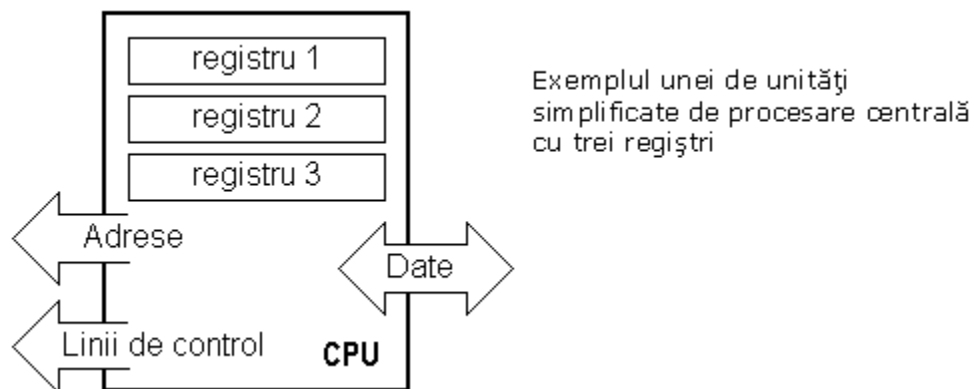 registru 1
registru 2
registru 3
Adrese
Date
Linii de control
CPU
Exemplul unei de unităţi
simplificate de procesare centrală
cu trei regiştri